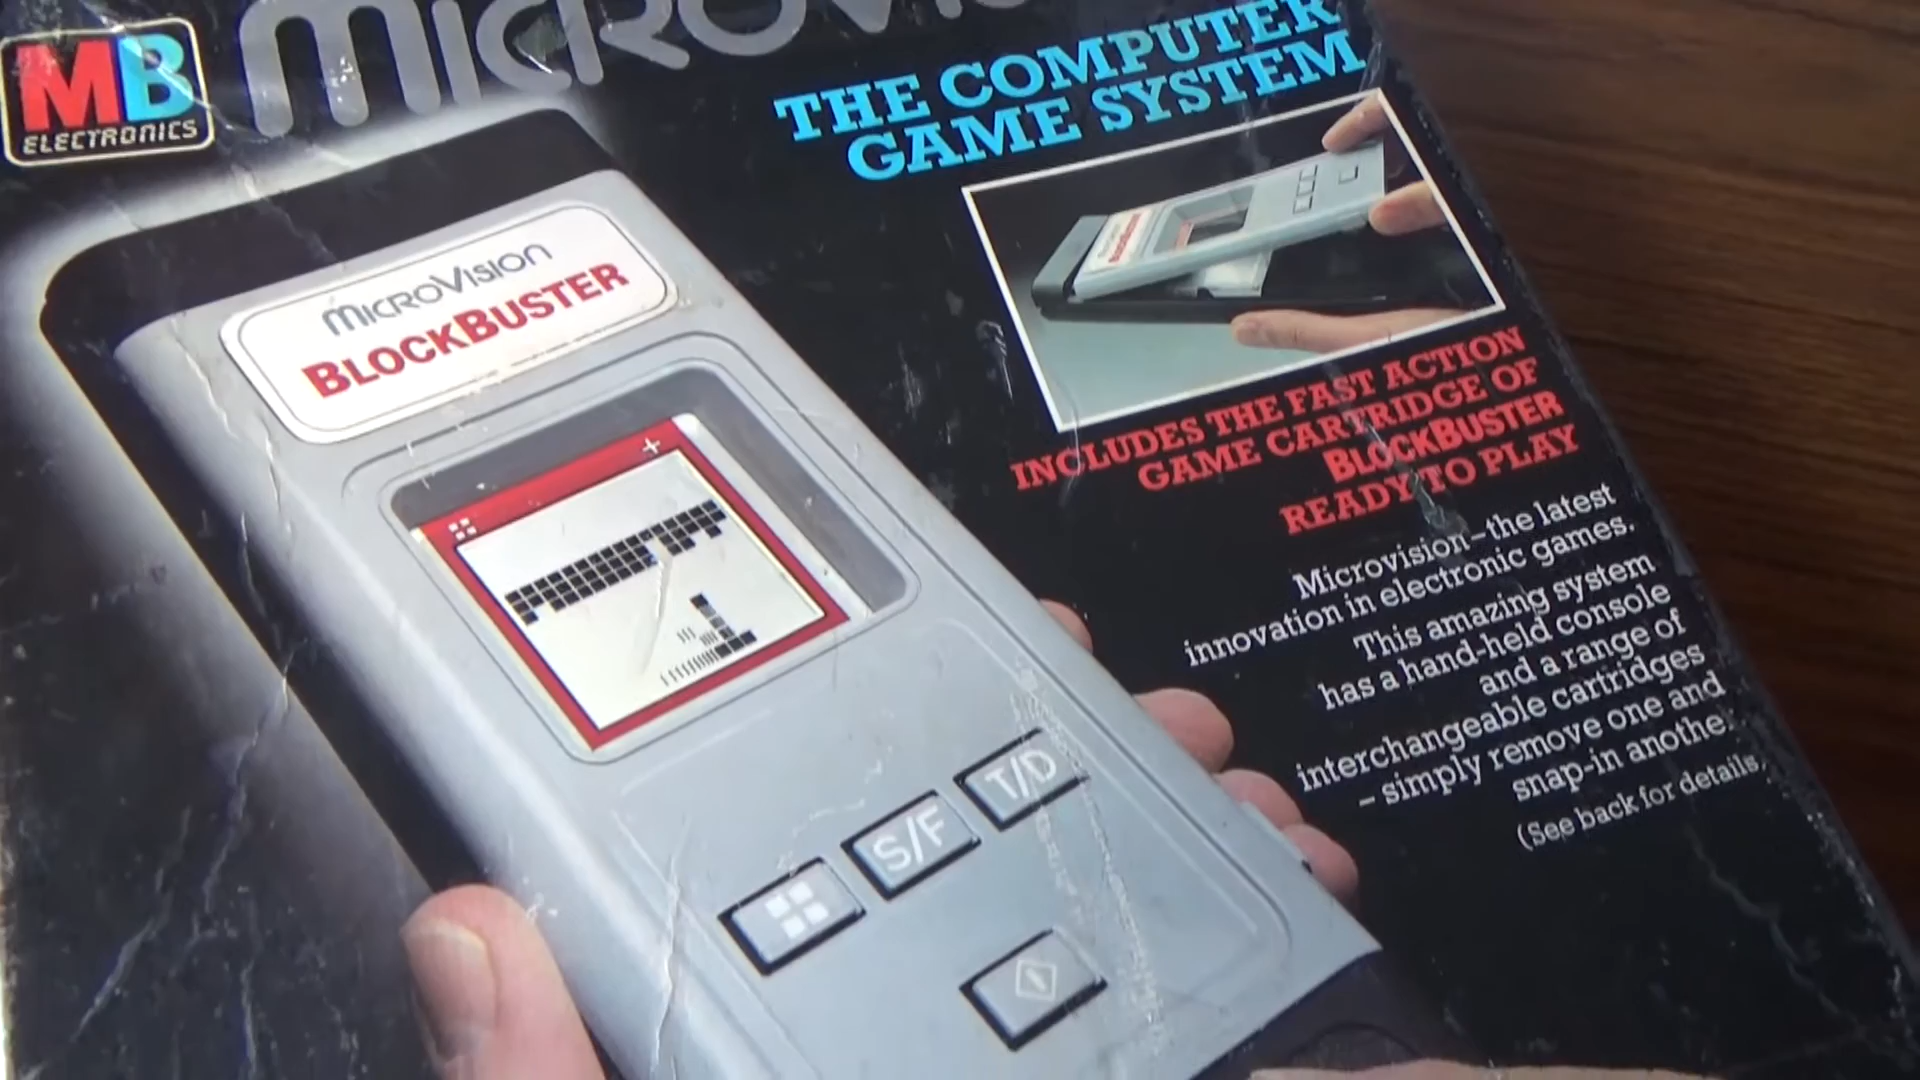 MB
ELECTRONICS
THE COMPUTER
GAME SYSTEM
MICROVISION
BLOCKBUSTER
BLOCKBUSTER
INCLUDES THE FAST ACTION
GAME CARTRIDGE OF
BLOCKBUSTER
READY TO PLAY
Microvision–the latest
innovation in electronic games.
This amazing system
has a hand-held console
and a range of
interchangeable cartridges
– simply remove one and
snap-in another
(See back for details
T/D
S/F